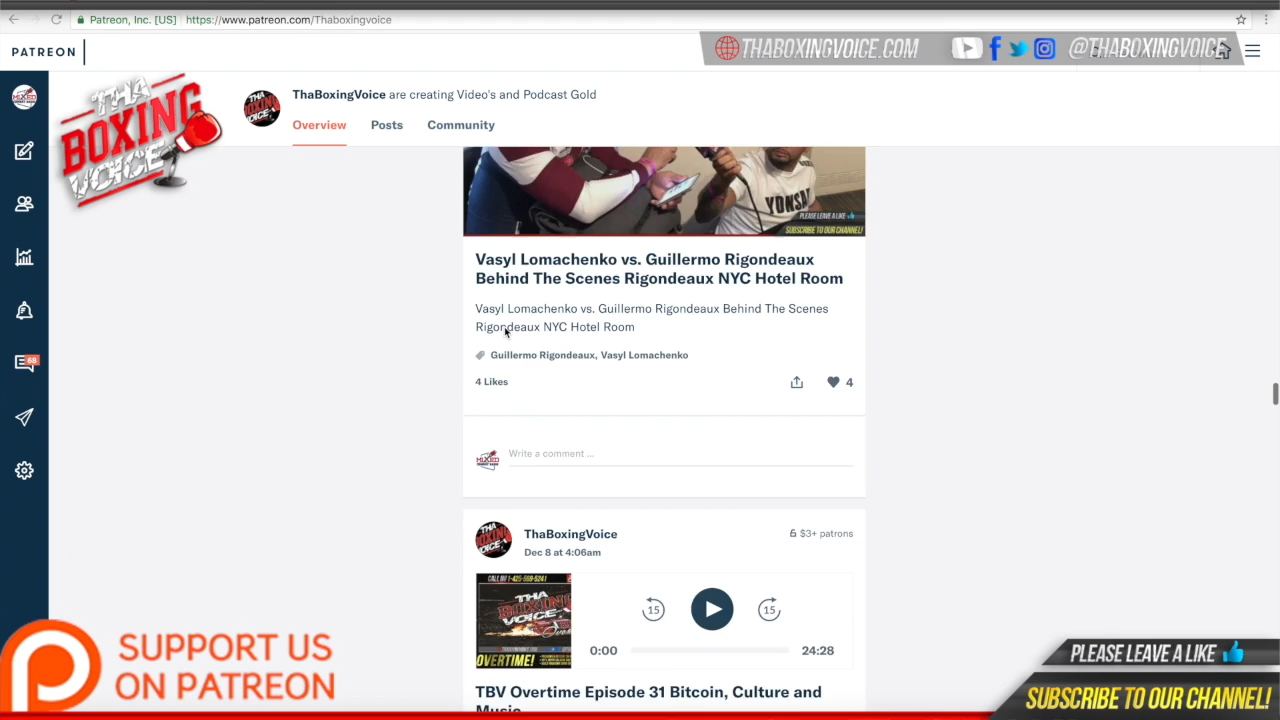 Patreon, Inc. [US] https://www.patreon.com/Thaboxingvoice
PATREON
THABOXINGVOICE.COM @THABOXINGVOICE
THA BOXING VOICE
ThaBoxingVoice are creating Video's and Podcast Gold
Overview Posts Community
YONSA
PLEASE LEAVE A LIKE
SUBSCRIBE TO OUR CHANNEL!
Vasyl Lomachenko vs. Guillermo Rigondeaux
Behind The Scenes Rigondeaux NYC Hotel Room
Vasyl Lomachenko vs. Guillermo Rigondeaux Behind The Scenes
Rigondeaux NYC Hotel Room
Guillermo Rigondeaux, Vasyl Lomachenko
4 Likes 4
68
MIXED
Write a comment ...
ThaBoxingVoice $3+ patrons
Dec 8 at 4:06am
THA BOXING VOICE
OVERTIME!
15 15
0:00 24:28
TBV Overtime Episode 31 Bitcoin, Culture and
Music
SUPPORT US
ON PATREON
PLEASE LEAVE A LIKE
SUBSCRIBE TO OUR CHANNEL!